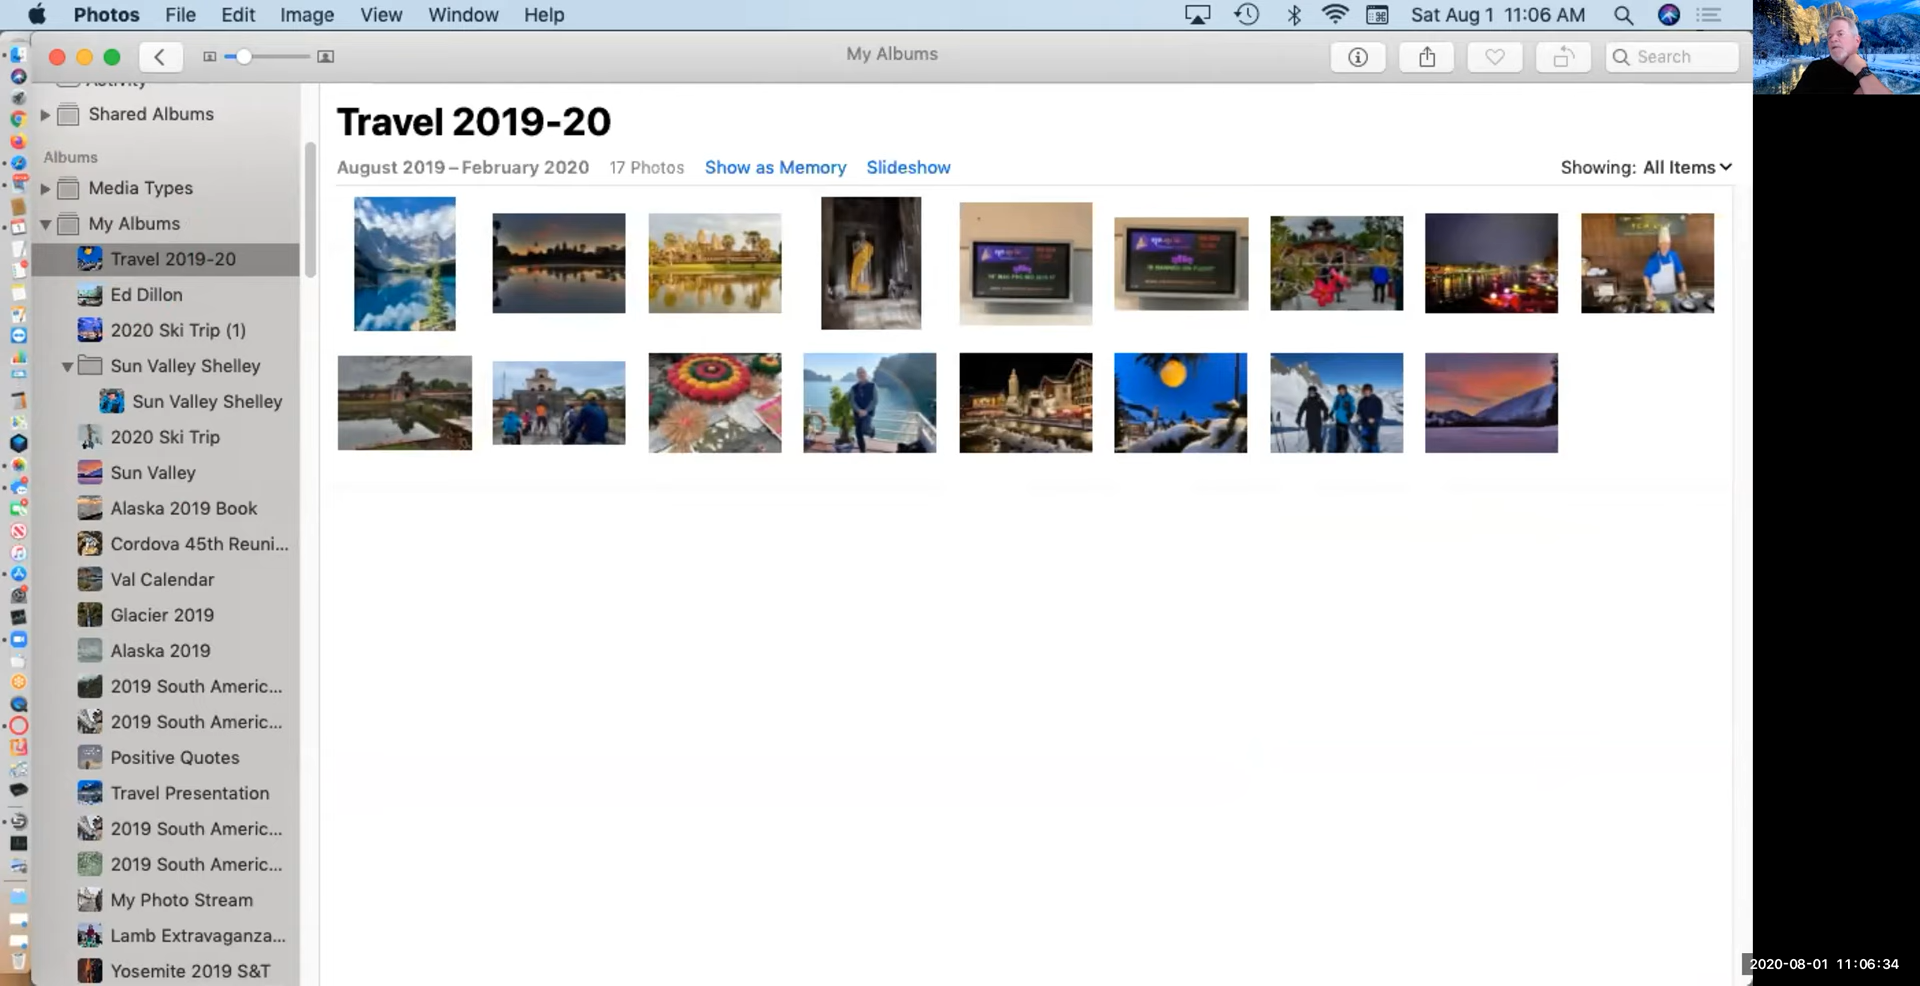 Photos File Edit Image View Window Help Sat Aug 1 11:06 AM
My Albums
Search
Activity
Shared Albums
Albums
Media Types
My Albums
Travel 2019-20
Ed Dillon
2020 Ski Trip (1)
Sun Valley Shelley
Sun Valley Shelley
2020 Ski Trip
Sun Valley
Alaska 2019 Book
Cordova 45th Reuni...
Val Calendar
Glacier 2019
Alaska 2019
2019 South Americ...
2019 South Americ...
Positive Quotes
Travel Presentation
2019 South Americ...
2019 South Americ...
My Photo Stream
Lamb Extravaganza...
Yosemite 2019 S&T
Travel 2019-20
August 2019 – February 2020 17 Photos Show as Memory Slideshow
Showing: All Items
2020-08-01 11:06:34